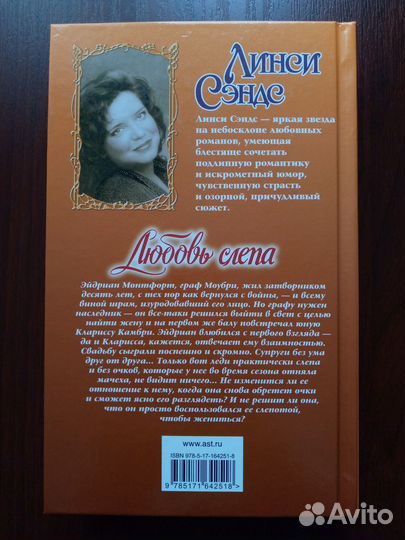 Линси
Сэндс
Линси Сэндс — яркая звезда
на небосклоне любовных
романов, умеющая
блестяще сочетать
подлинную романтику
и искрометный юмор,
чувственную страсть
и озорной, причудливый
сюжет.
Любовь слепа
Эйдриан Монтфорт, граф Моубри, жил затворником
десять лет, с тех пор как вернулся с войны, — а всему
виной шрам, изуродовавший его лицо. Но графу нужен
наследник — он все-таки решился выйти в свет с целью
найти жену и на первом же балу повстречал юную
Клариссу Камбри. Эйдриан влюбился с первого взгляда —
да и Кларисса, кажется, отвечает ему взаимностью.
Свадьбу сыграли поспешно и скромно. Супруги без ума
друг от друга... Только вот леди практически слепа
и без очков, которые у нее во время сезона отняла
мачеха, не видит ничего... Не изменится ли ее
отношение к нему, когда она снова обретет очки
и сможет ясно его разглядеть? И не решит ли она,
что он просто воспользовался ее слепотой,
чтобы жениться?
www.ast.ru
ISBN 978-5-17-164251-8
9 785171 642518 >
Avito